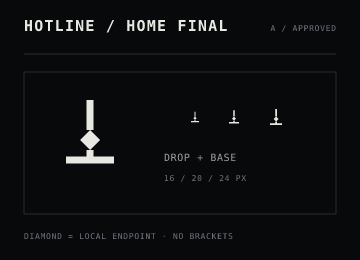 HOTLINE / HOME FINAL
A / APPROVED
DROP + BASE
16 / 20 / 24 PX
DIAMOND = LOCAL ENDPOINT · NO BRACKETS